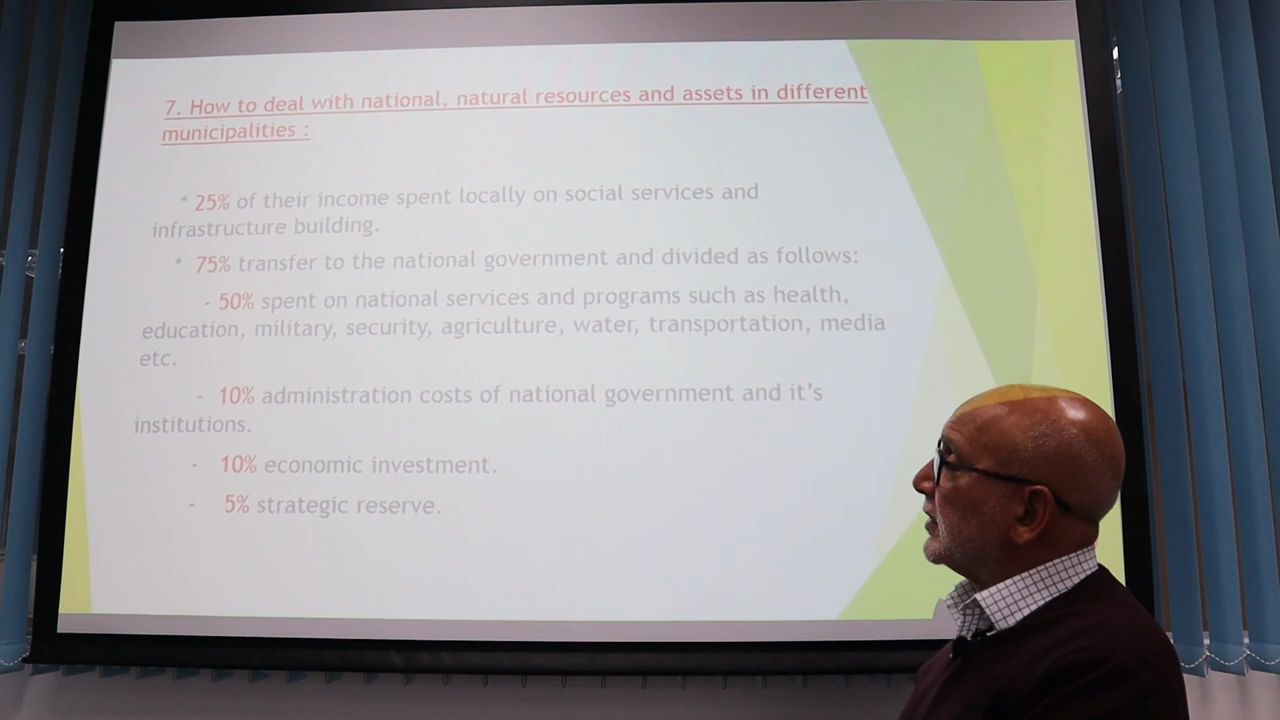 7. How to deal with national, natural resources and assets in different
municipalities :
* 25% of their income spent locally on social services and
infrastructure building.
* 75% transfer to the national government and divided as follows:
- 50% spent on national services and programs such as health,
education, military, security, agriculture, water, transportation, media
etc.
- 10% administration costs of national government and it's
institutions.
- 10% economic investment.
- 5% strategic reserve.